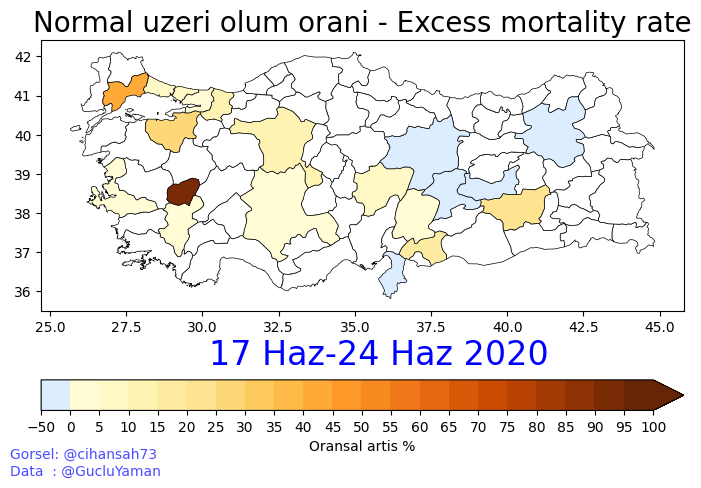 Normal uzeri olum orani - Excess mortality rate
42
41
40
39
38
37
36
25.0 27.5 30.0 32.5 35.0 37.5 40.0 42.5 45.0
17 Haz-24 Haz 2020
−50 0 5 10 15 20 25 30 35 40 45 50 55 60 65 70 75 80 85 90 95 100
Oransal artis %
Gorsel: @cihansah73
Data : @GucluYaman